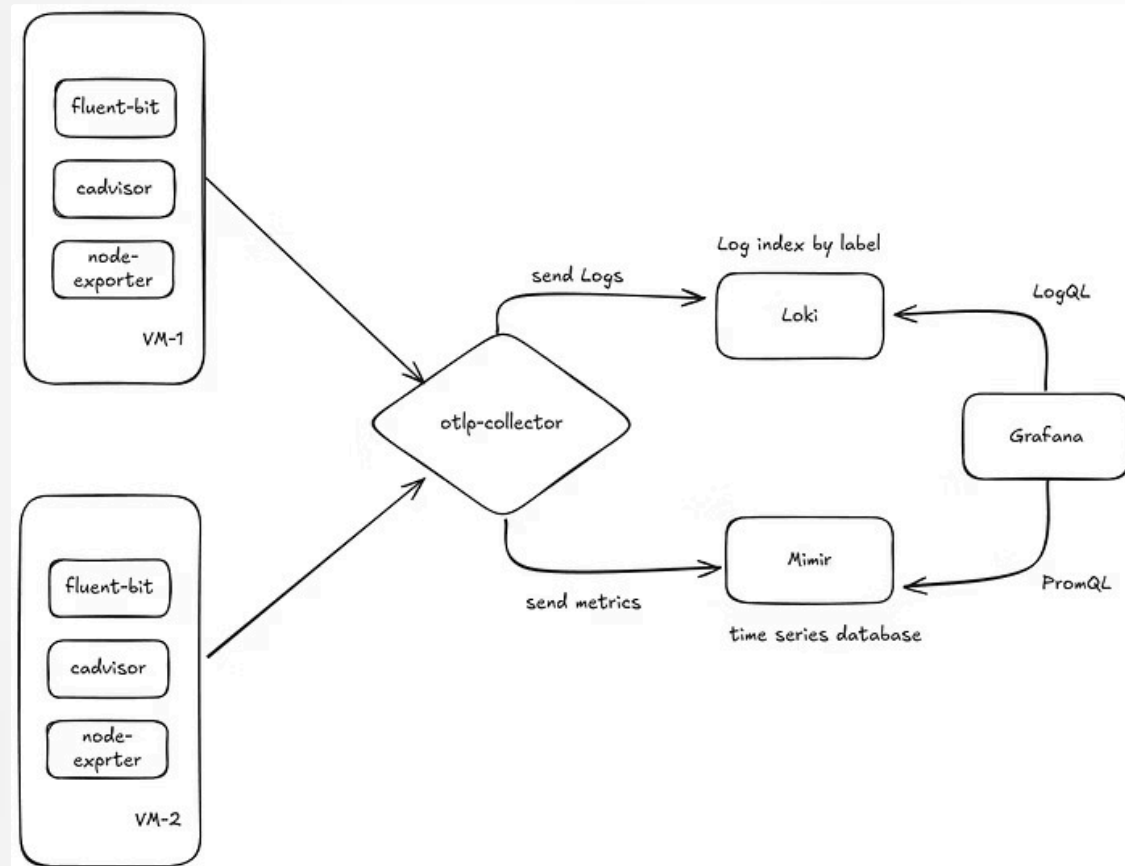 fluent-bit
cadvisor
node-
exporter
VM-1
fluent-bit
cadvisor
node-
exprter
VM-2
otlp-collector
send Logs
send metrics
Log index by label
Loki
Mimir
time series database
LogQL
Grafana
PromQL